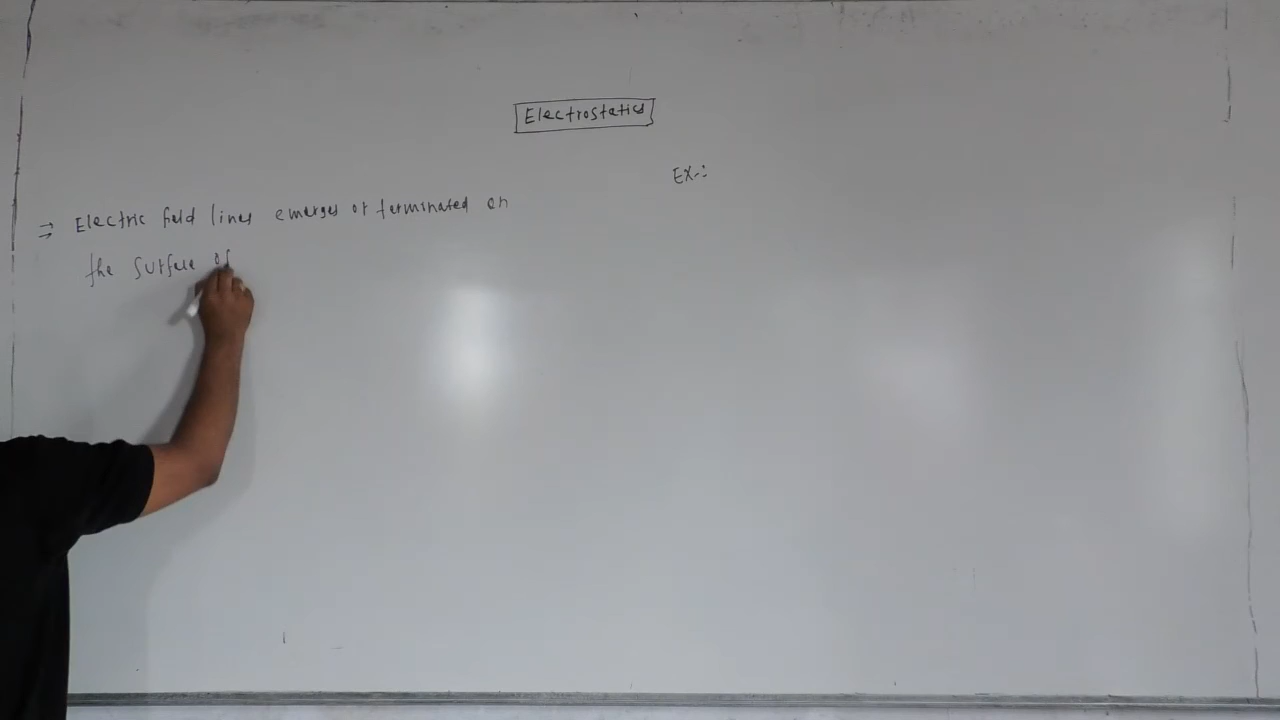 Electrostatics
Ex-:
⇒ Electric field lines emerges or terminated on
the surface of